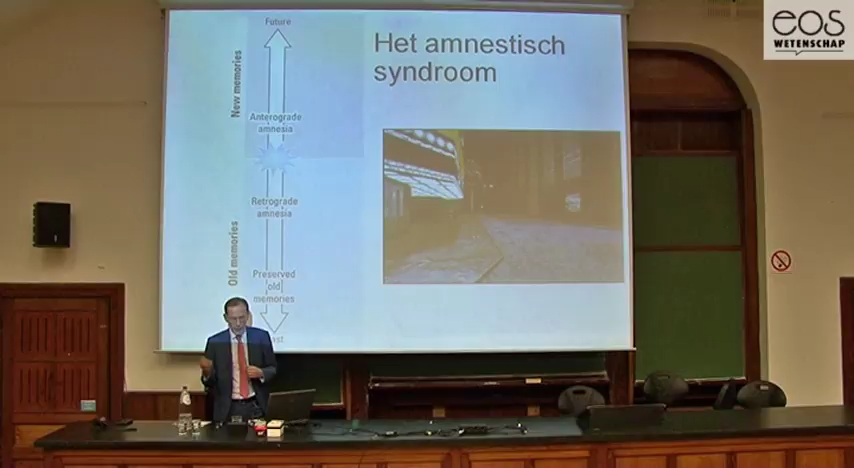 eos
WETENSCHAP
Future
Het amnestisch
syndroom
New memories
Anterograde
amnesia
Retrograde
amnesia
Old memories
Preserved
old
memories